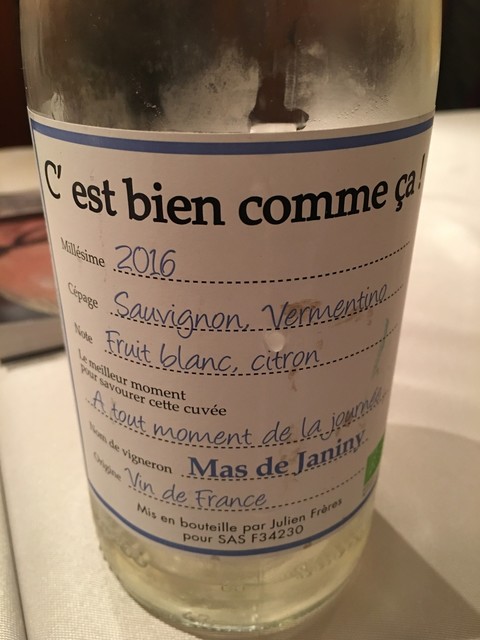 C' est bien comme ça !
Millésime 2016
Cépage Sauvignon, Vermentino
Note Fruit blanc, citron
Le meilleur moment
pour savourer cette cuvée
A tout moment de la journée
Nom de vigneron Mas de Janiny
Origine Vin de France
Mis en bouteille par Julien Frères
pour SAS F34230